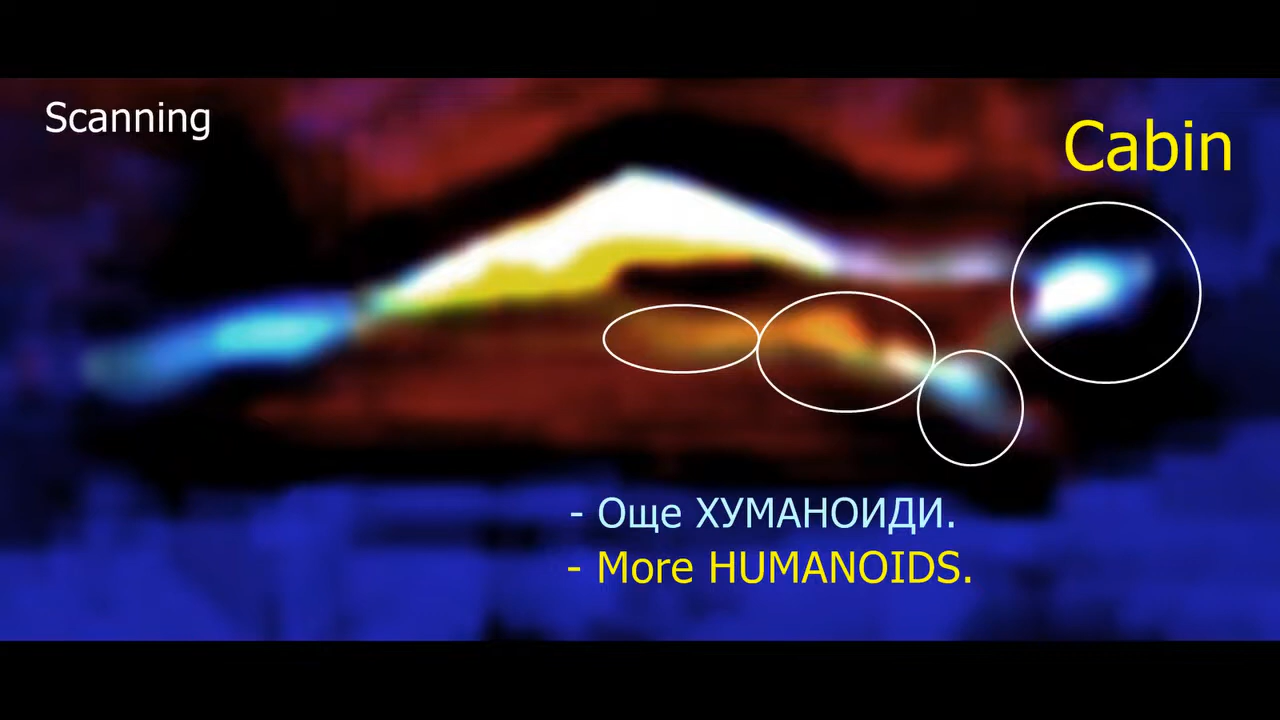 Scanning
Cabin
- Още ХУМАНОИДИ.
- More HUMANOIDS.